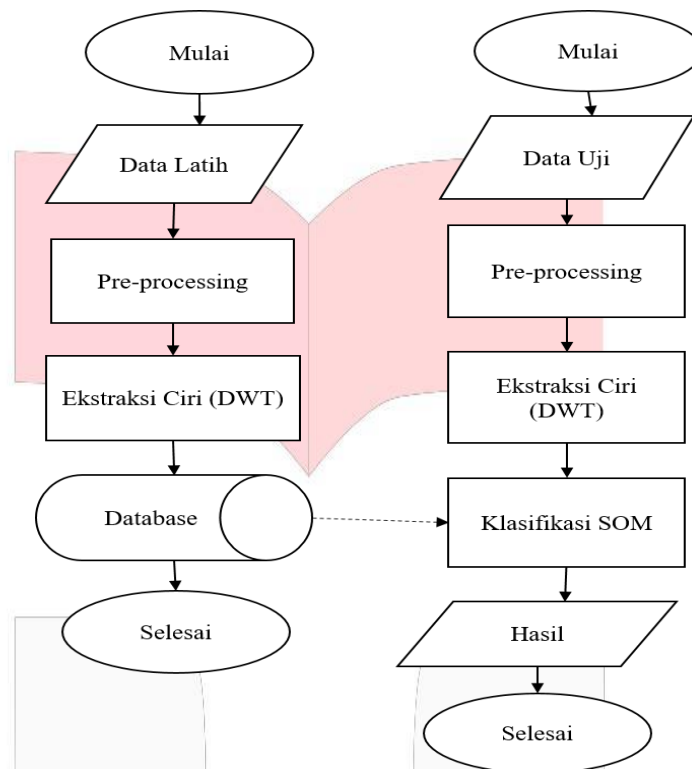 Mulai
Data Latih
Pre-processing
Ekstraksi Ciri (DWT)
Database
Selesai
Mulai
Data Uji
Pre-processing
Ekstraksi Ciri
(DWT)
Klasifikasi SOM
Hasil
Selesai